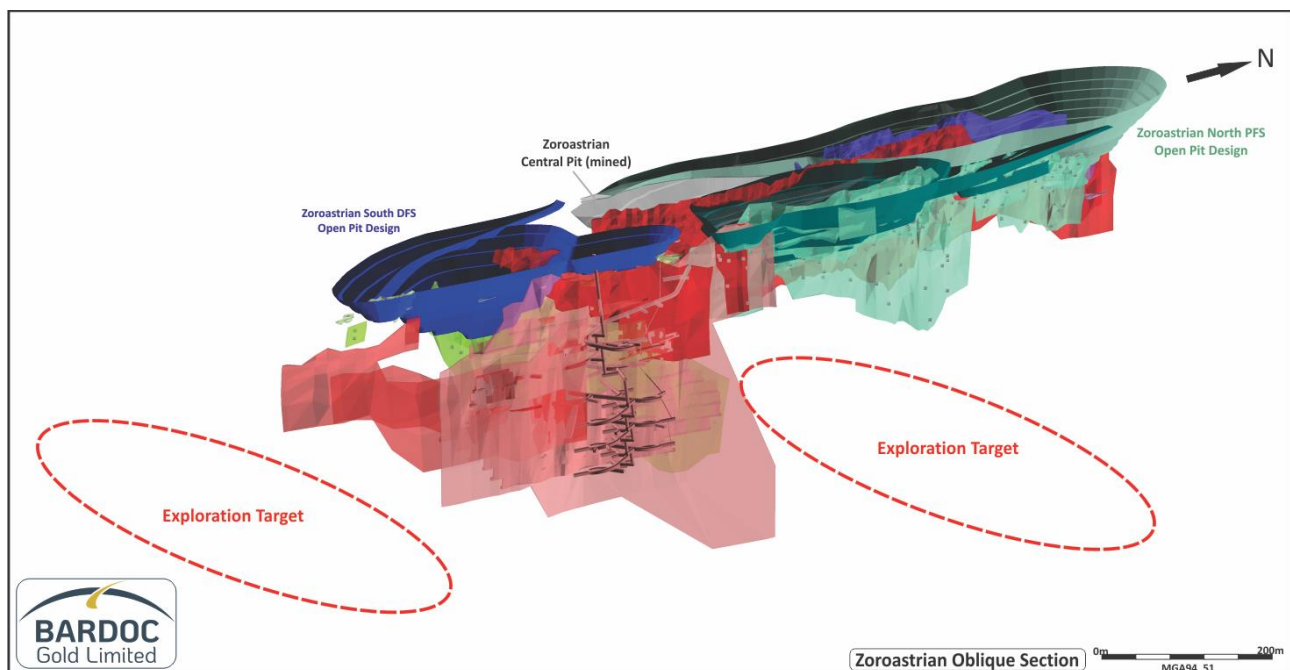 N
Zoroastrian
Central Pit (mined)
Zoroastrian North PFS
Open Pit Design
Zoroastrian South DFS
Open Pit Design
Exploration Target
Exploration Target
BARDOC
Gold Limited
Zoroastrian Oblique Section
0m 200m
MGA94_51